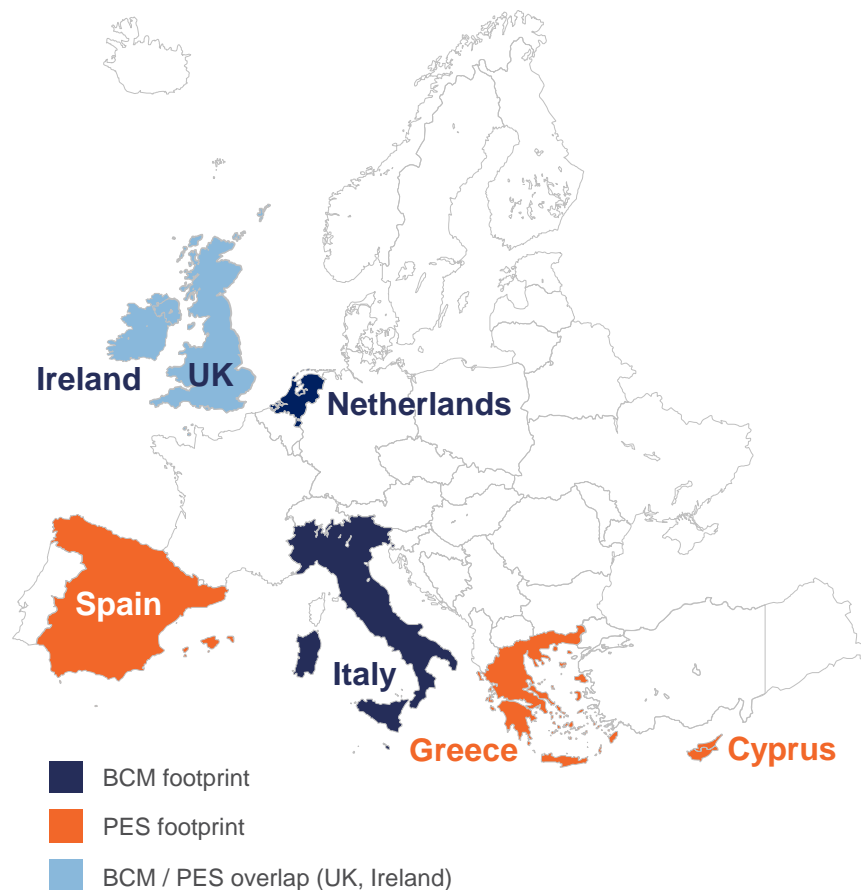 Ireland
UK
Netherlands
Spain
Italy
Greece
Cyprus
BCM footprint
PES footprint
BCM / PES overlap (UK, Ireland)